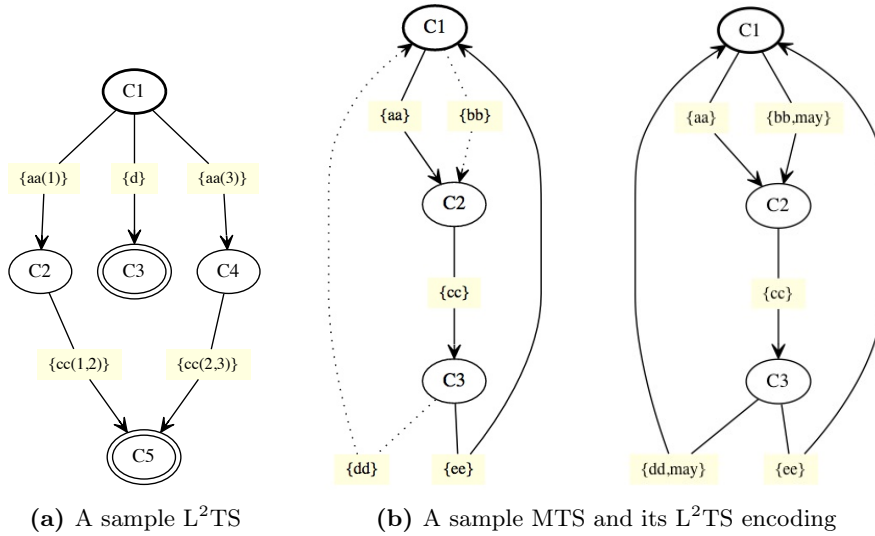 C1
{aa(1)} {d} {aa(3)}
C2 C3 C4
{cc(1,2)} {cc(2,3)}
C5
(a) A sample L²TS
C1
{aa} {bb}
C2
{cc}
C3
{dd} {ee}
C1
{aa} {bb,may}
C2
{cc}
C3
{dd,may} {ee}
(b) A sample MTS and its L²TS encoding